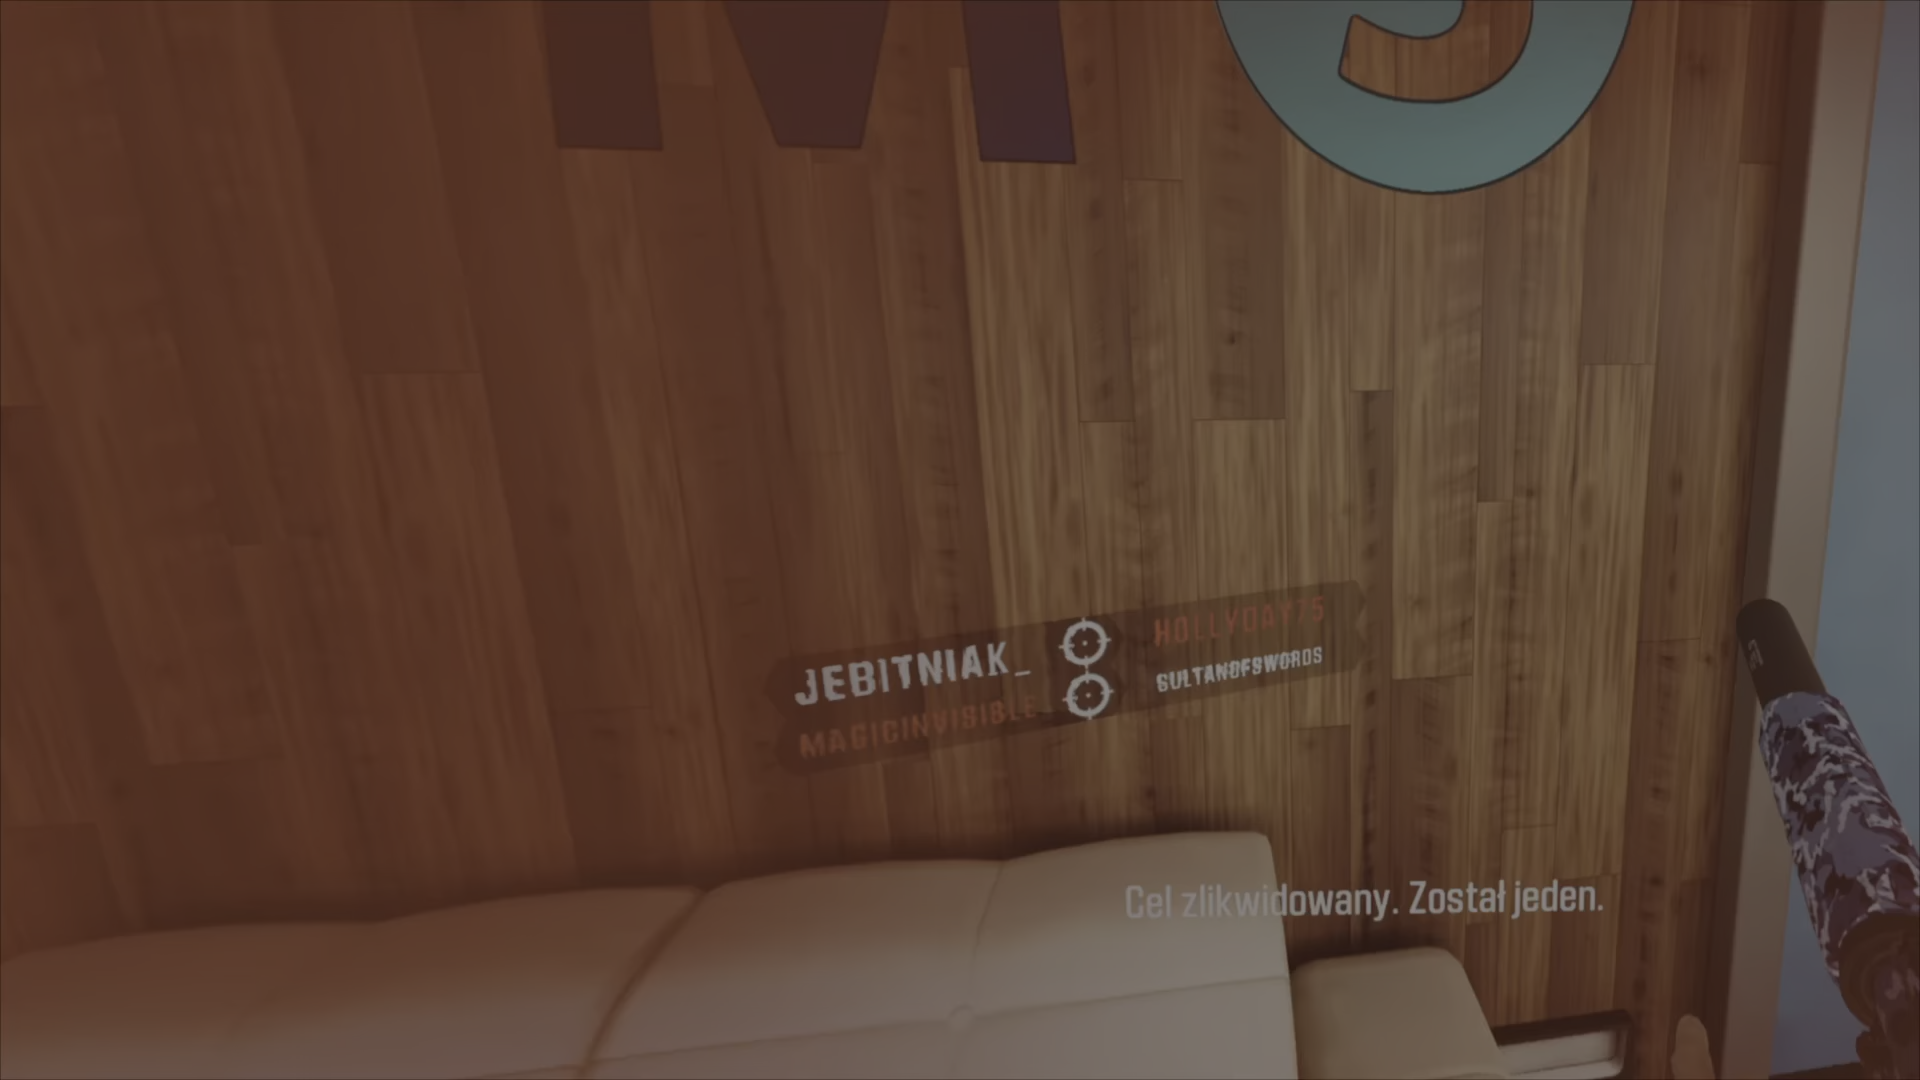 JEBITNIAK_
HOLLYDAY75
MAGICINVISIBLE
SULTANOFSWORDS
Cel zlikwidowany. Został jeden.